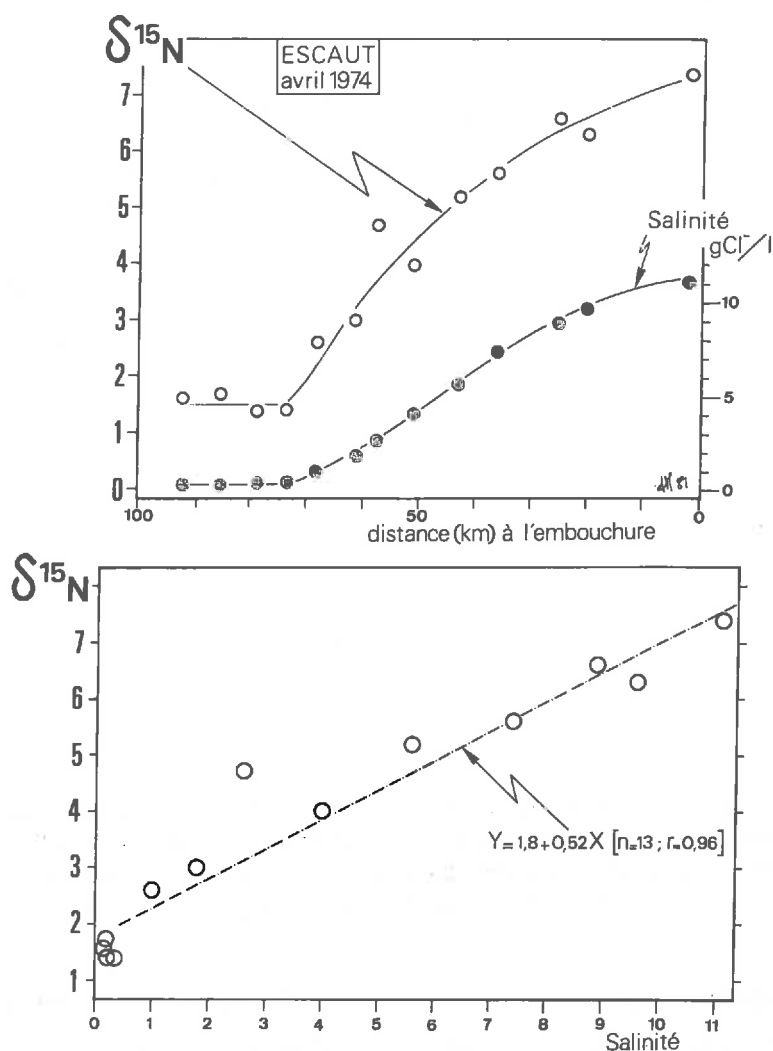 δ15N
ESCAUT
avril 1974
7
6
5
4
3
2
1
0
Salinité
gCl⁻/l
10
5
0
100
50
0
distance (km) à l'embouchure
δ15N
7
6
5
4
3
2
1
Y=1,8+0,52X [n=13 ; r=0,96]
0 1 2 3 4 5 6 7 8 9 10 11
Salinité